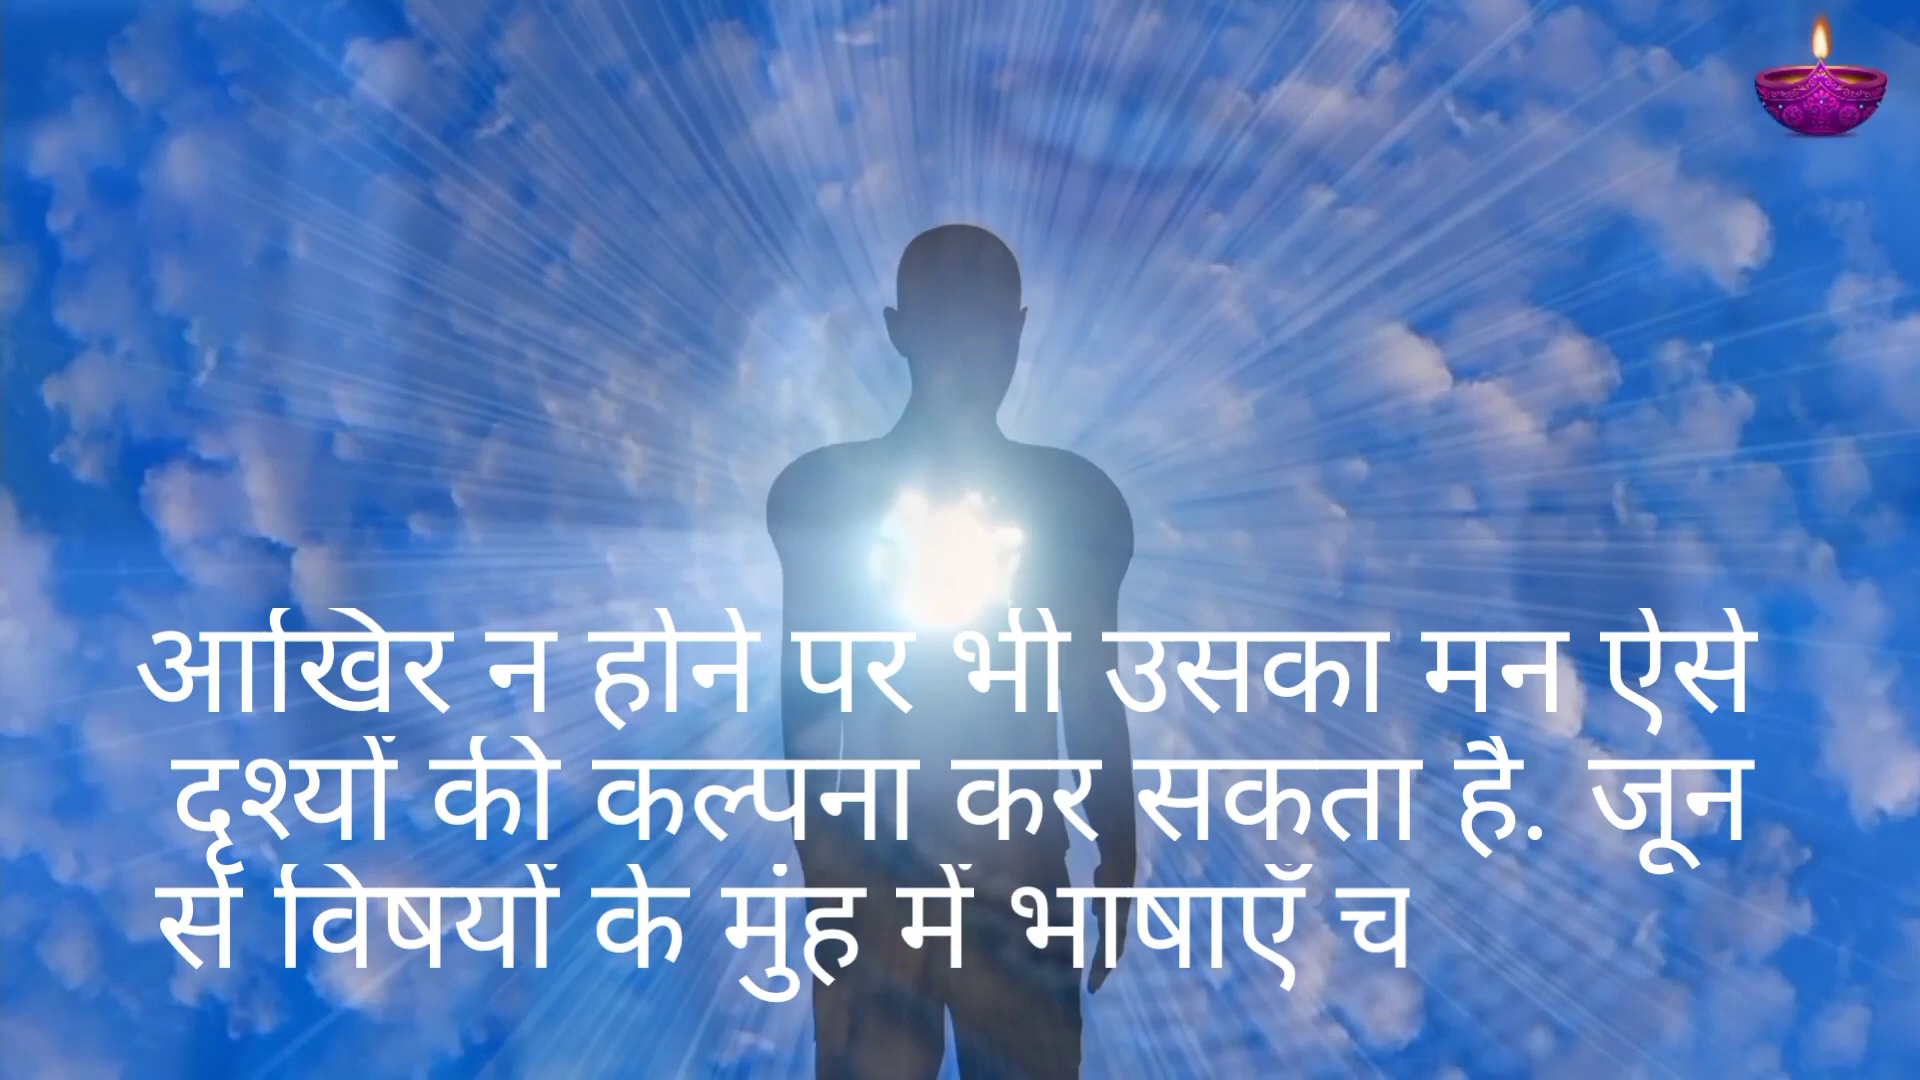 आखिर न होने पर भी उसका मन ऐसे
दृश्यों की कल्पना कर सकता है. जून
से विषयों के मुंह में भाषाएँ च